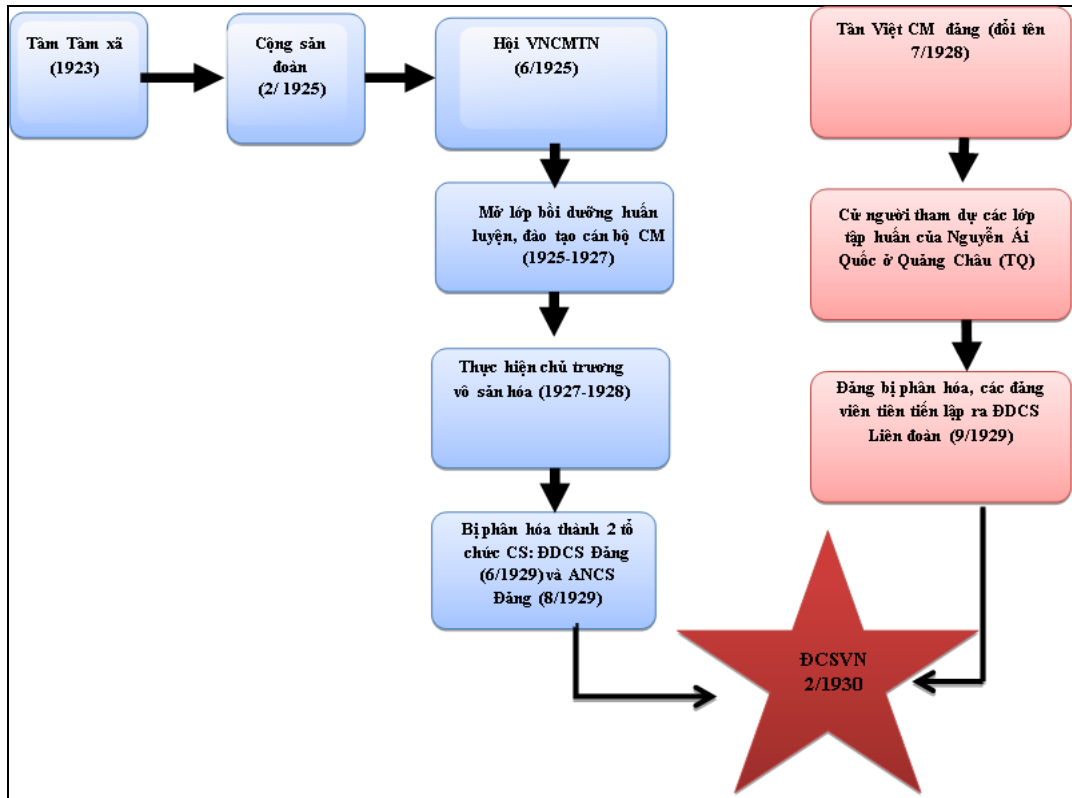 Tâm Tâm xã
(1923)
Cộng sản
đoàn
(2/ 1925)
Hội VNCMTN
(6/1925)
Mở lớp bồi dưỡng huấn
luyện, đào tạo cán bộ CM
(1925-1927)
Thực hiện chủ trương
vô sản hóa (1927-1928)
Bị phân hóa thành 2 tổ
chức CS: ĐDCS Đảng
(6/1929) và ANCS
Đảng (8/1929)
Tân Việt CM đảng (đổi tên
7/1928)
Cử người tham dự các lớp
tập huấn của Nguyễn Ái
Quốc ở Quảng Châu (TQ)
Đảng bị phân hóa, các đảng
viên tiên tiến lập ra ĐDCS
Liên đoàn (9/1929)
ĐCSVN
2/1930